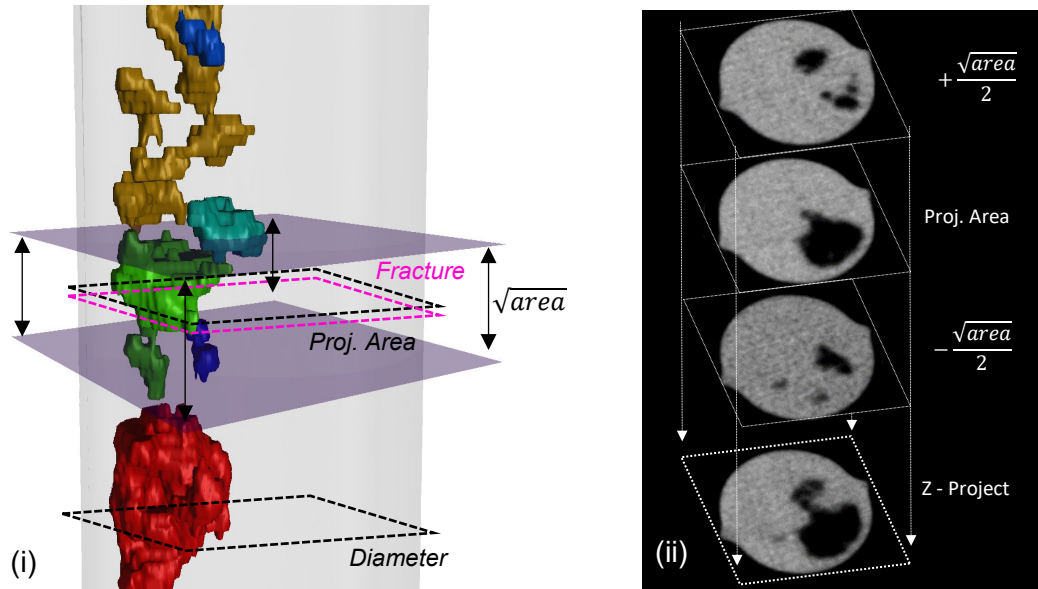 Fracture
√area
Proj. Area
Diameter
(i)
+ √area / 2
Proj. Area
− √area / 2
Z - Project
(ii)